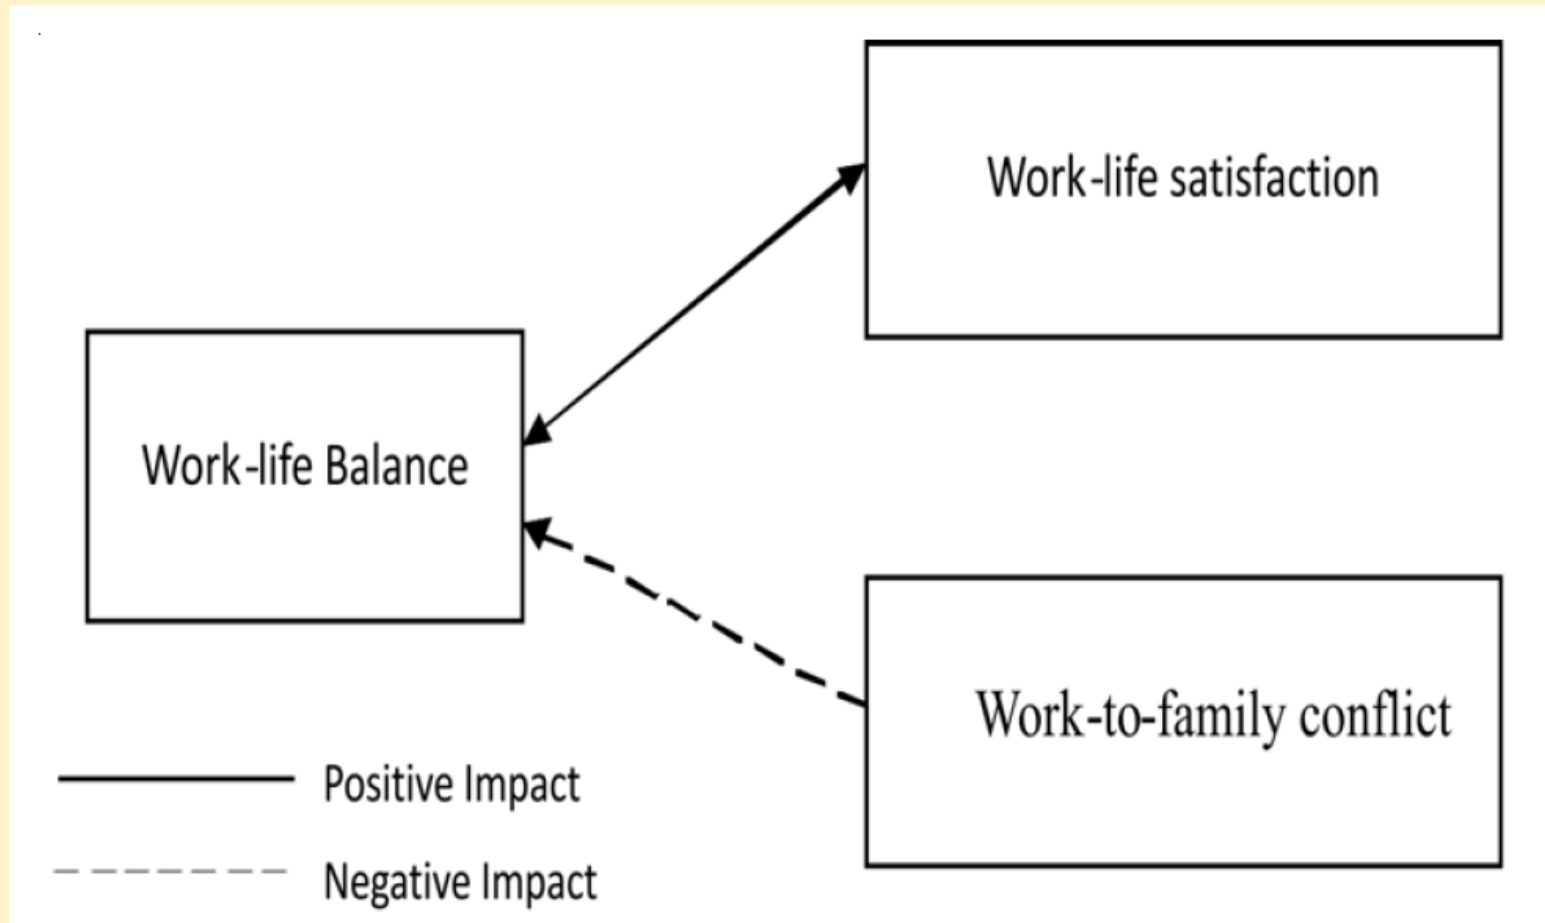 Work-life satisfaction
Work-life Balance
Work-to-family conflict
Positive Impact
Negative Impact